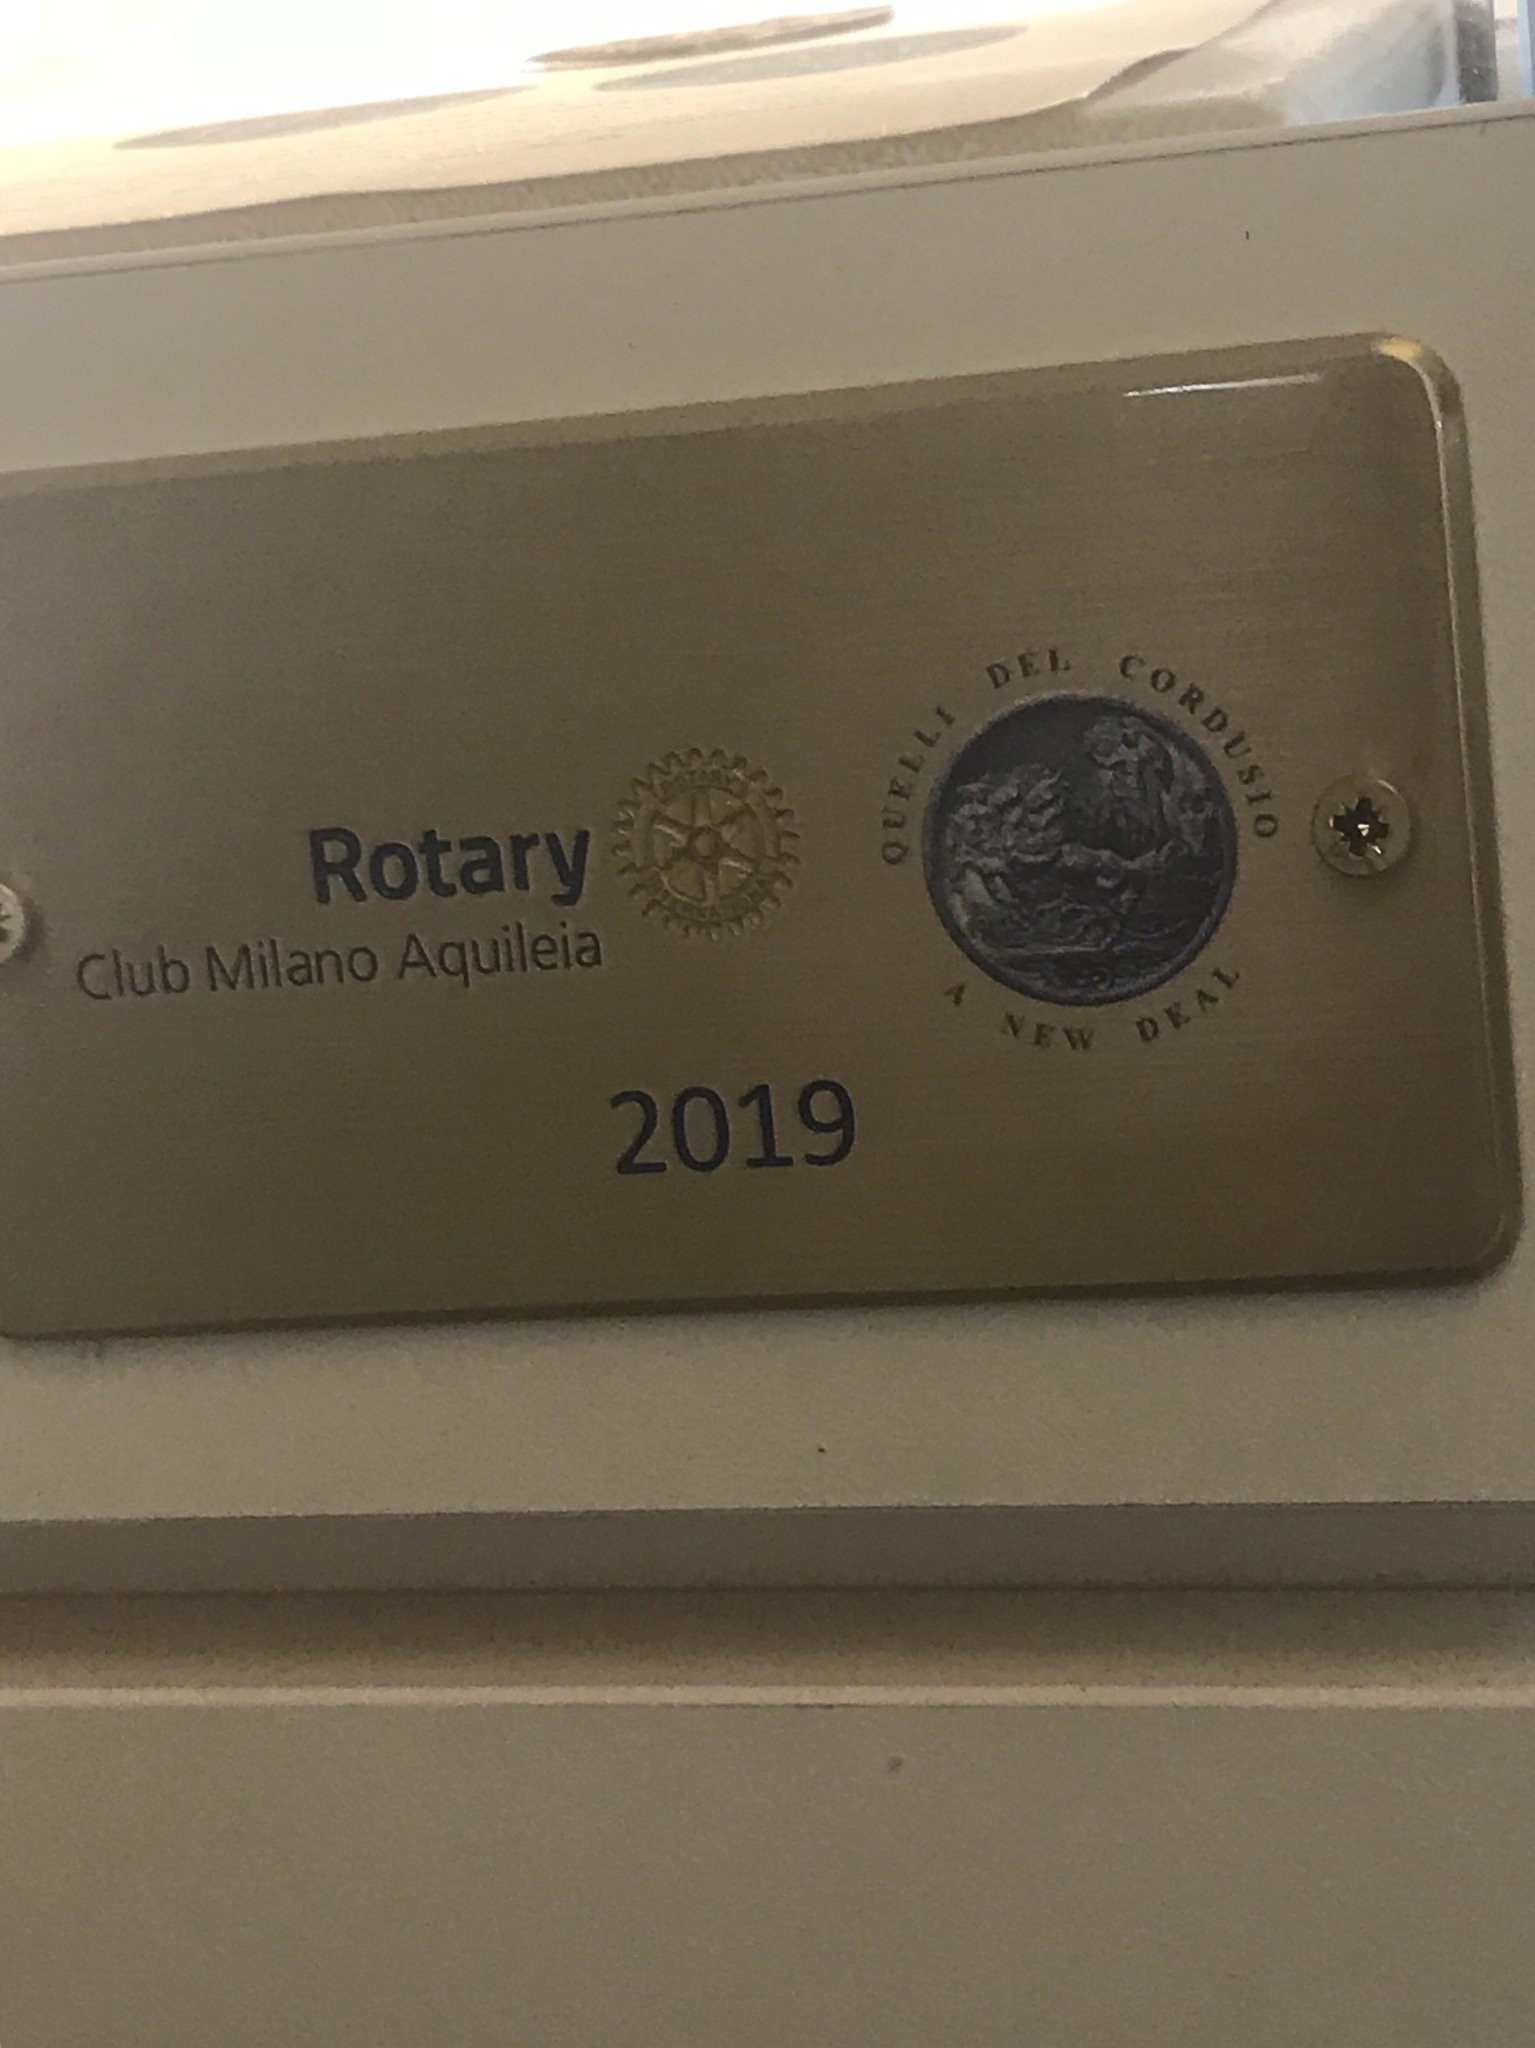 Rotary
Club Milano Aquileia
QUELLI DEL CORDUSIO
A NEW DEAL
2019